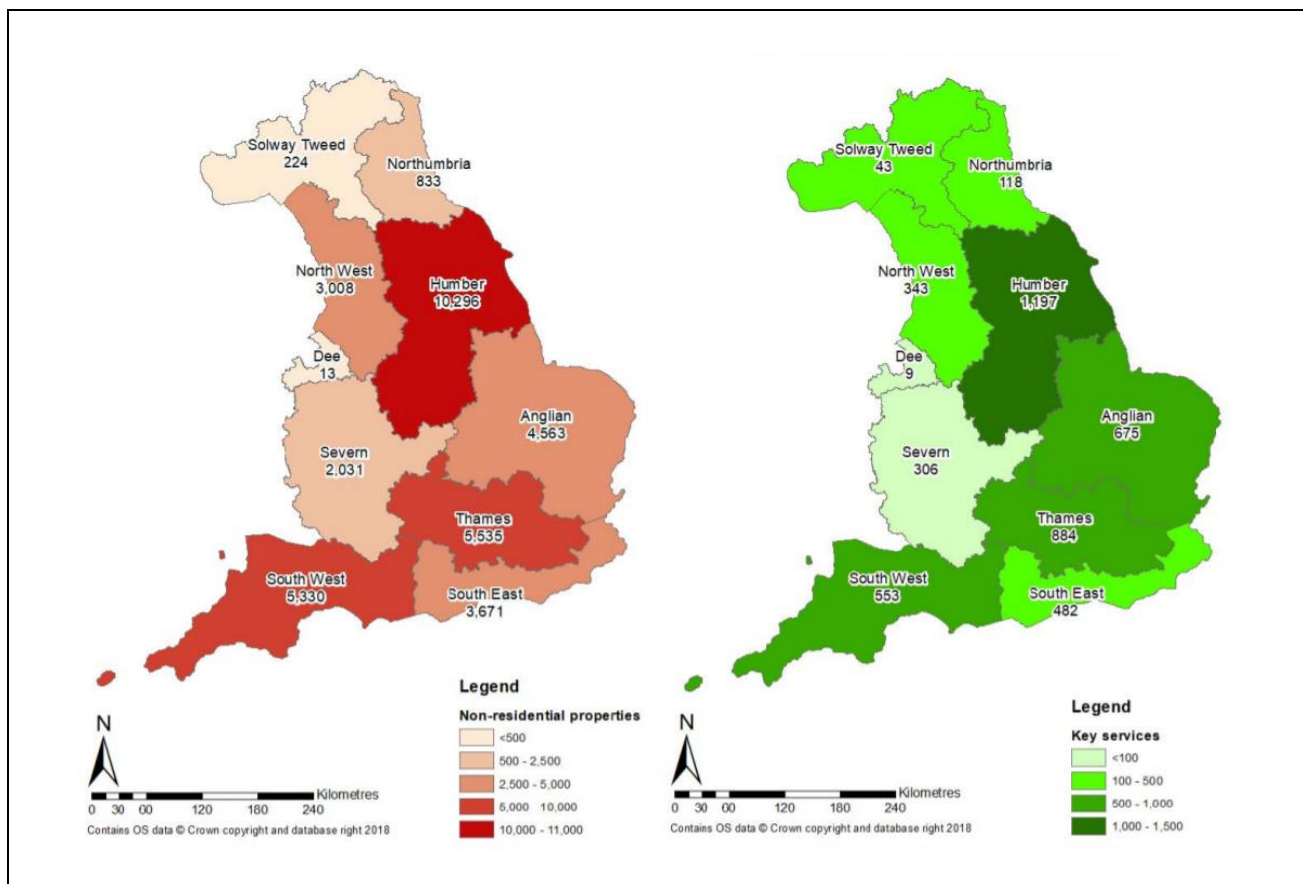 Solway Tweed
224
Northumbria
833
North West
3,008
Humber
10,296
Dee
13
Anglian
4,563
Severn
2,031
Thames
5,535
South West
5,330
South East
3,671
Legend
Non-residential properties
<500
500 - 2,500
2,500 - 5,000
5,000 10,000
10,000 - 11,000
N
Kilometres
0 30 60 120 180 240
Contains OS data © Crown copyright and database right 2018
Solway Tweed
43
Northumbria
118
North West
343
Humber
1,197
Dee
9
Anglian
675
Severn
306
Thames
884
South West
553
South East
482
Legend
Key services
<100
100 - 500
500 - 1,000
1,000 - 1,500
N
Kilometres
0 30 60 120 180 240
Contains OS data © Crown copyright and database right 2018